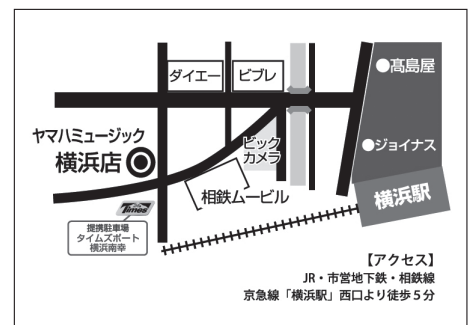 ダイエー
ビブレ
●髙島屋
ヤマハミュージック
横浜店
ビック
カメラ
●ジョイナス
相鉄ムービル
横浜駅
Times
提携駐車場
タイムズポート
横浜南幸
【アクセス】
JR・市営地下鉄・相鉄線
京急線「横浜駅」西口より徒歩５分